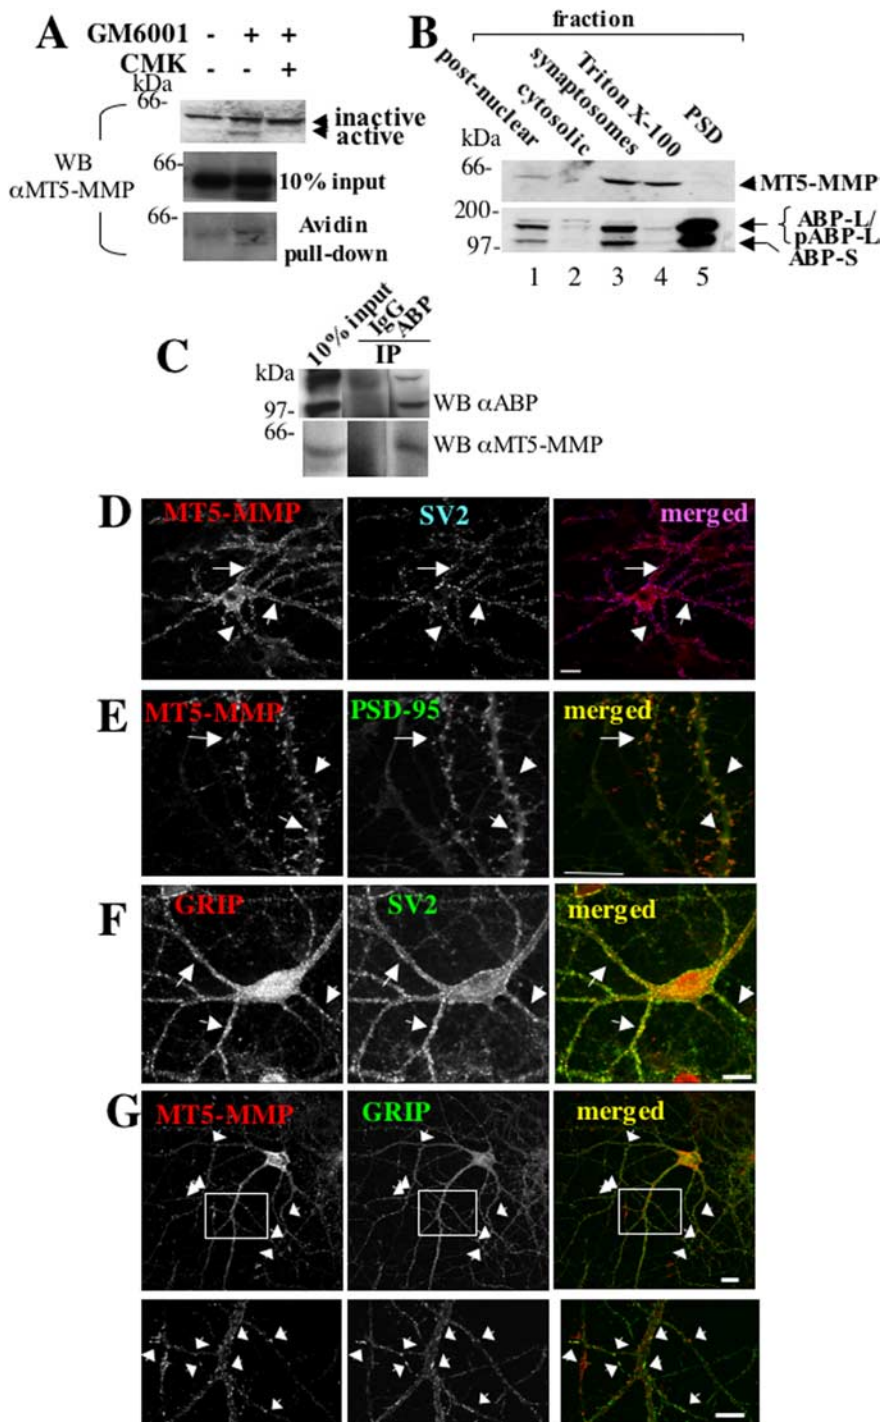 A
GM6001 - + +
CMK - - +
kDa
66-
inactive
active
WB
αMT5-MMP
66-
10% input
66-
Avidin
pull-down
B
fraction
post-nuclear
cytosolic
synaptosomes
Triton X-100
PSD
kDa
66-
MT5-MMP
200-
ABP-L/
pABP-L
97-
ABP-S
1 2 3 4 5
C
10% input
IgG
ABP
IP
kDa
97-
WB αABP
66-
WB αMT5-MMP
D
MT5-MMP SV2 merged
E
MT5-MMP PSD-95 merged
F
GRIP SV2 merged
G
MT5-MMP GRIP merged